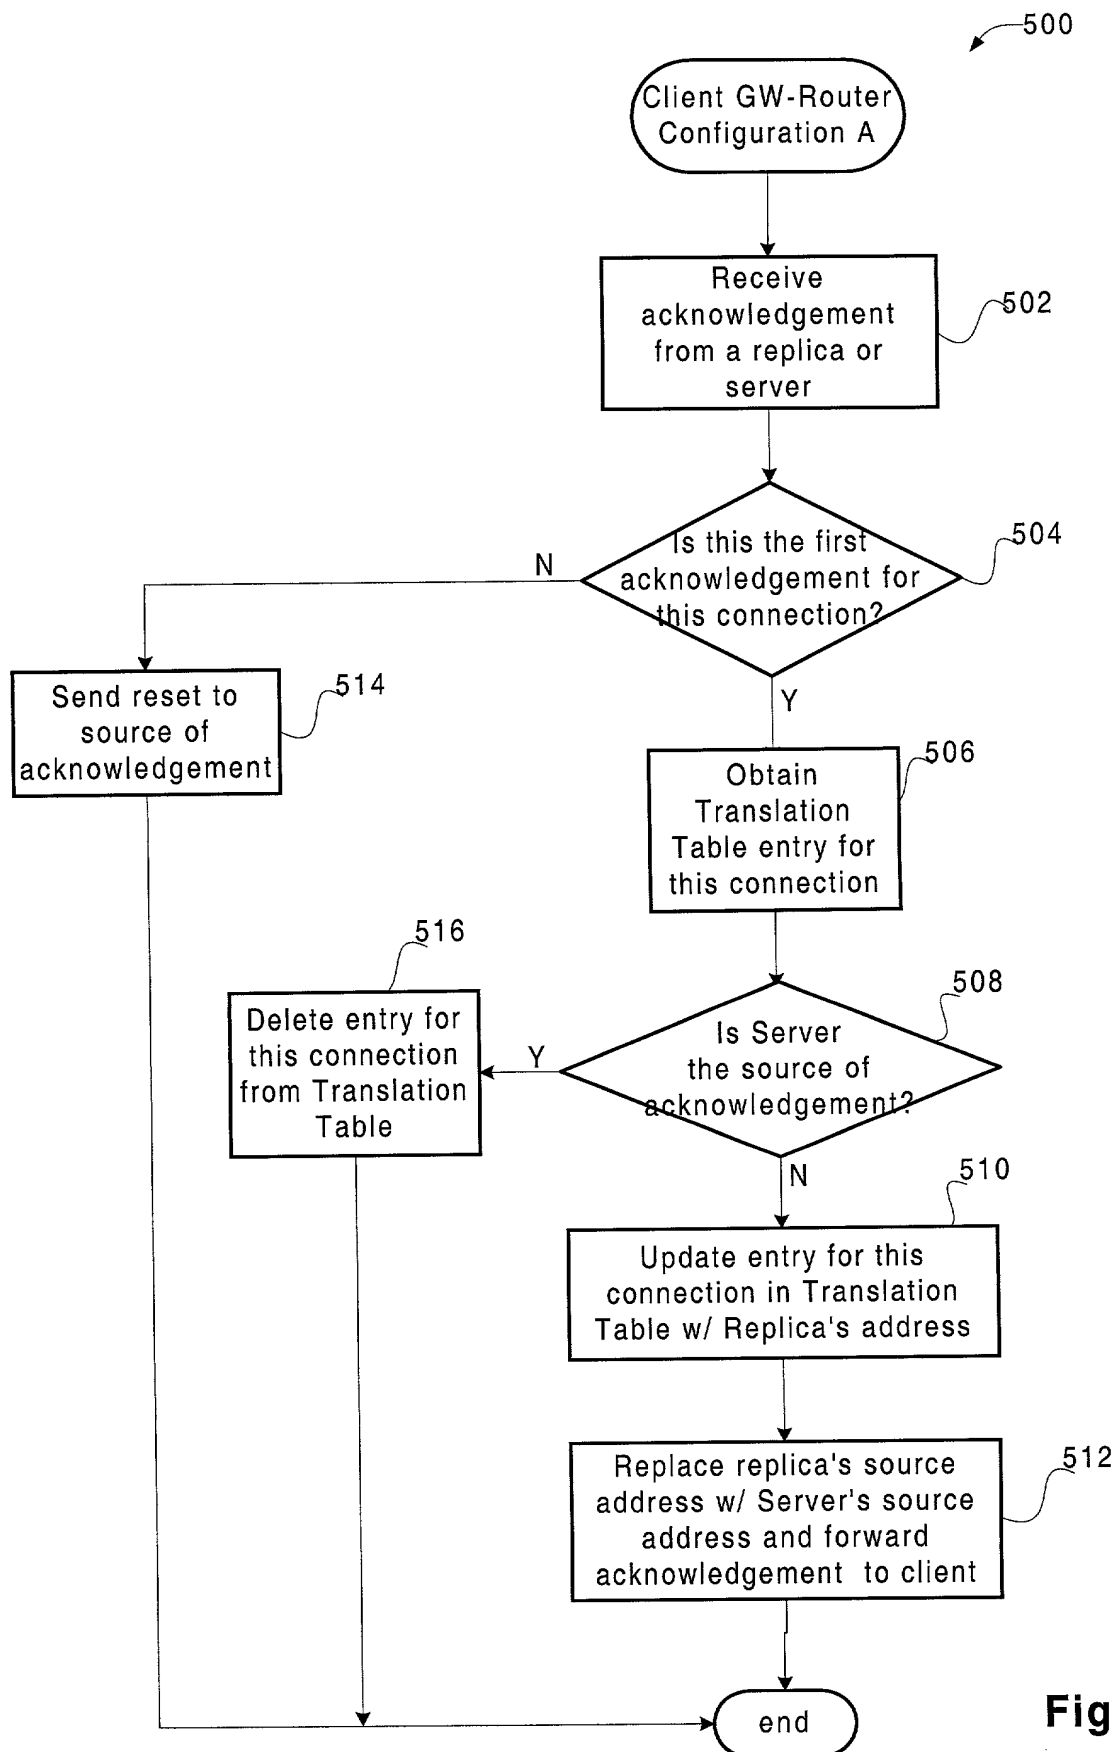 500
Client GW-Router
Configuration A
Receive
acknowledgement
from a replica or
server
502
Is this the first
acknowledgement for
this connection?
504
N
Y
Send reset to
source of
acknowledgement
514
Obtain
Translation
Table entry for
this connection
506
516
Delete entry for
this connection
from Translation
Table
Y
Is Server
the source of
acknowledgement?
508
N
510
Update entry for this
connection in Translation
Table w/ Replica's address
Replace replica's source
address w/ Server's source
address and forward
acknowledgement to client
512
end
Fig